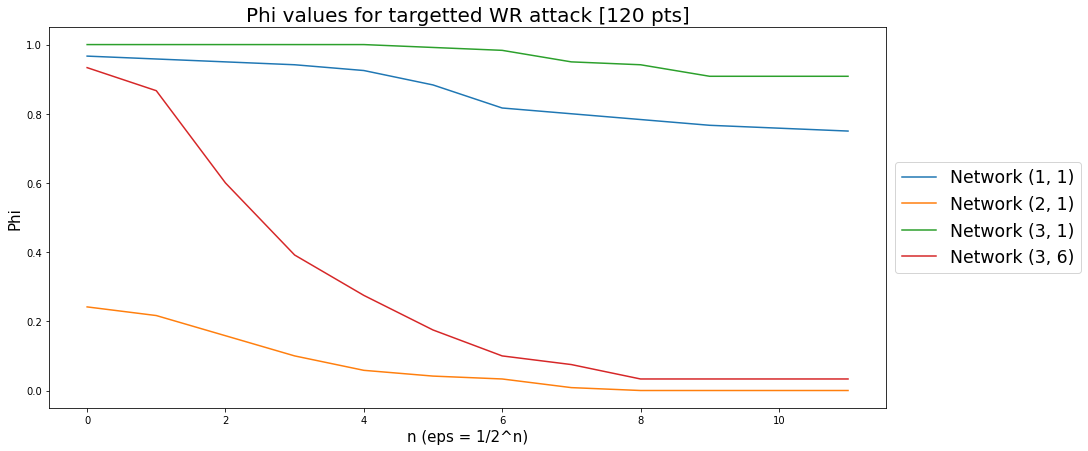 Phi values for targetted WR attack [120 pts]
1.0
0.8
0.6
0.4
0.2
0.0
Phi
0 2 4 6 8 10
n (eps = 1/2^n)
Network (1, 1)
Network (2, 1)
Network (3, 1)
Network (3, 6)